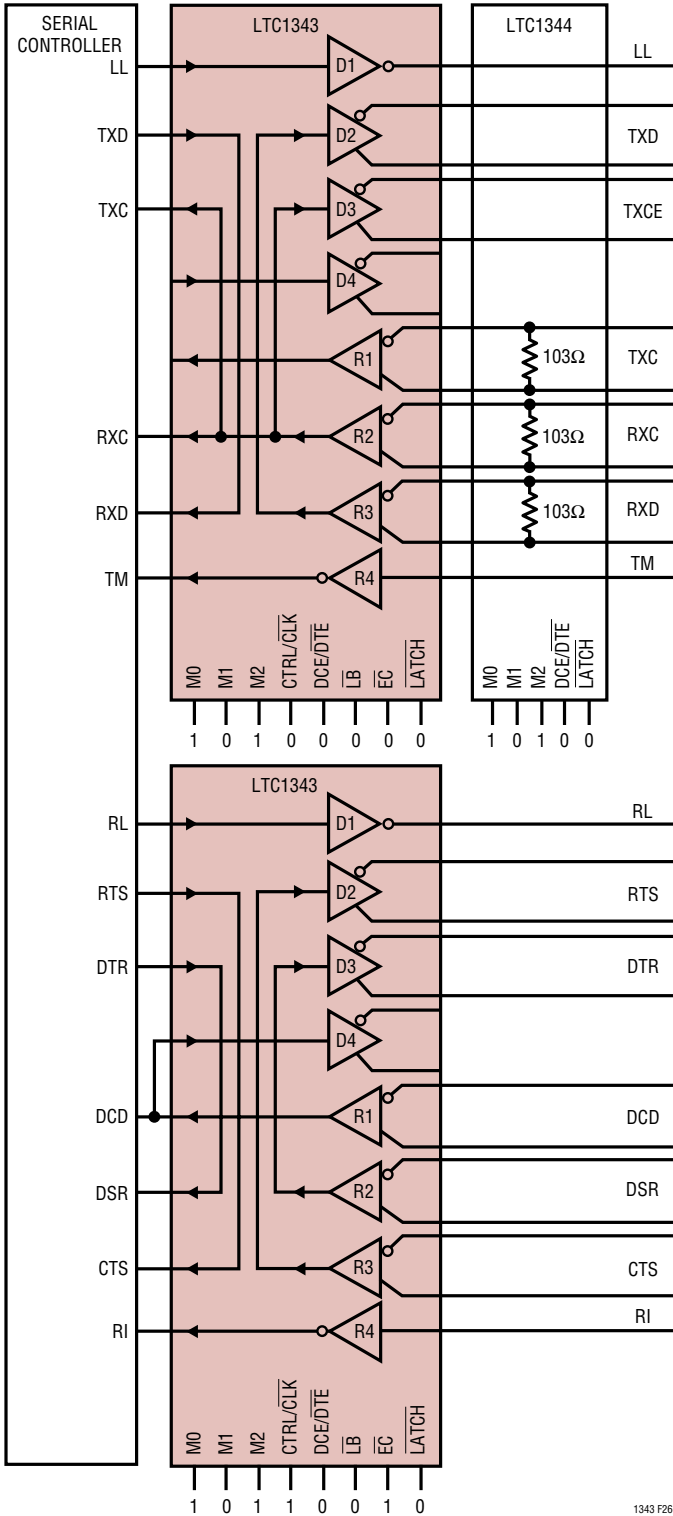 SERIAL
CONTROLLER
LTC1343
LTC1344
LL
D1
LL
TXD
D2
TXD
TXC
D3
TXCE
D4
R1
103Ω
TXC
RXC
R2
103Ω
RXC
RXD
R3
103Ω
RXD
TM
R4
TM
M0
M1
M2
CTRL/CLK
DCE/DTE
LB
EC
LATCH
M0
M1
M2
DCE/DTE
LATCH
1 0 1 0 0 0 0 0
1 0 1 0 0
LTC1343
RL
D1
RL
RTS
D2
RTS
DTR
D3
DTR
D4
DCD
R1
DCD
DSR
R2
DSR
CTS
R3
CTS
RI
R4
RI
M0
M1
M2
CTRL/CLK
DCE/DTE
LB
EC
LATCH
1 0 1 1 0 0 1 0
1343 F26